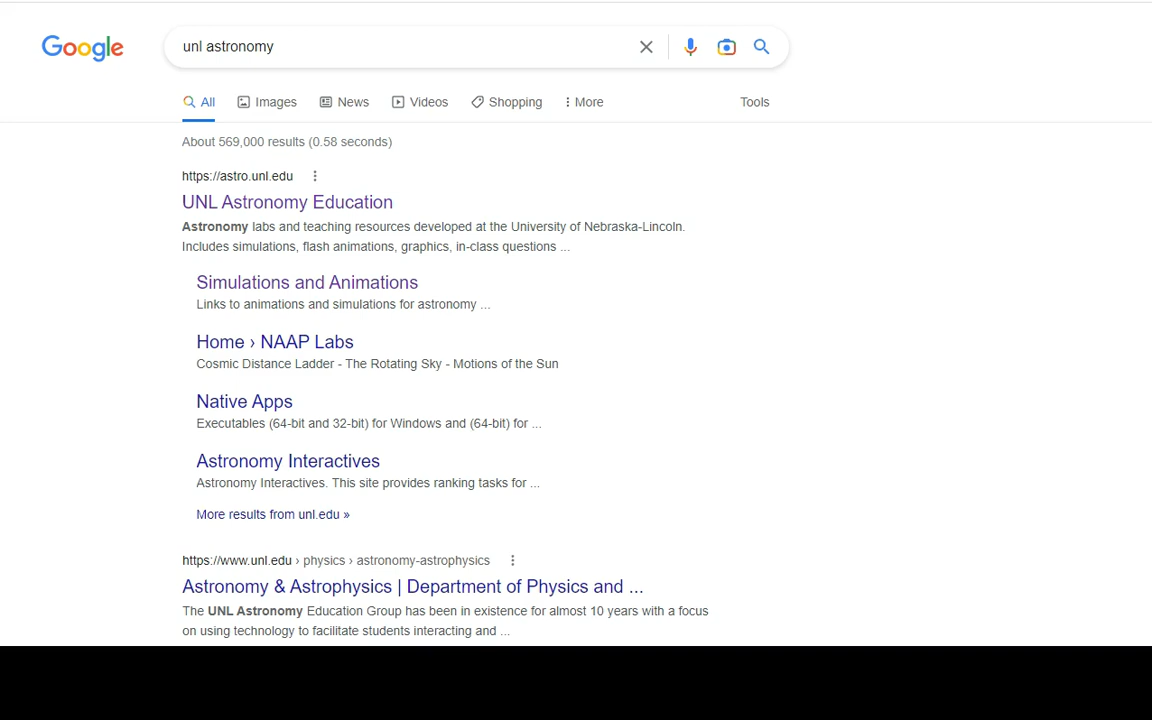 Google
unl astronomy
All Images News Videos Shopping More Tools
About 569,000 results (0.58 seconds)
https://astro.unl.edu
UNL Astronomy Education
Astronomy labs and teaching resources developed at the University of Nebraska-Lincoln.
Includes simulations, flash animations, graphics, in-class questions ...
Simulations and Animations
Links to animations and simulations for astronomy ...
Home › NAAP Labs
Cosmic Distance Ladder - The Rotating Sky - Motions of the Sun
Native Apps
Executables (64-bit and 32-bit) for Windows and (64-bit) for ...
Astronomy Interactives
Astronomy Interactives. This site provides ranking tasks for ...
More results from unl.edu »
https://www.unl.edu › physics › astronomy-astrophysics
Astronomy & Astrophysics | Department of Physics and ...
The UNL Astronomy Education Group has been in existence for almost 10 years with a focus
on using technology to facilitate students interacting and ...